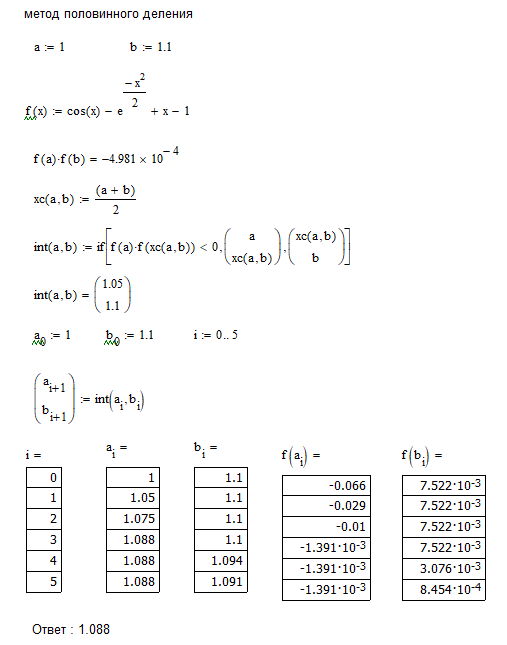 метод половинного деления
a := 1 b := 1.1
f(x) := cos(x) − e^(−x^2/2) + x − 1
f(a)·f(b) = −4.981 × 10^−4
xc(a,b) := (a + b)/2
int(a,b) := if[f(a)·f(xc(a,b)) < 0, (a xc(a,b)), (xc(a,b) b)]
int(a,b) = (1.05 1.1)
a_0 := 1 b_0 := 1.1 i := 0..5
(a_i+1 b_i+1) := int(a_i, b_i)
i = a_i = b_i = f(a_i) = f(b_i) =
0 1 1.1 -0.066 7.522·10^-3
1 1.05 1.1 -0.029 7.522·10^-3
2 1.075 1.1 -0.01 7.522·10^-3
3 1.088 1.1 -1.391·10^-3 7.522·10^-3
4 1.088 1.094 -1.391·10^-3 3.076·10^-3
5 1.088 1.091 -1.391·10^-3 8.454·10^-4
Ответ : 1.088